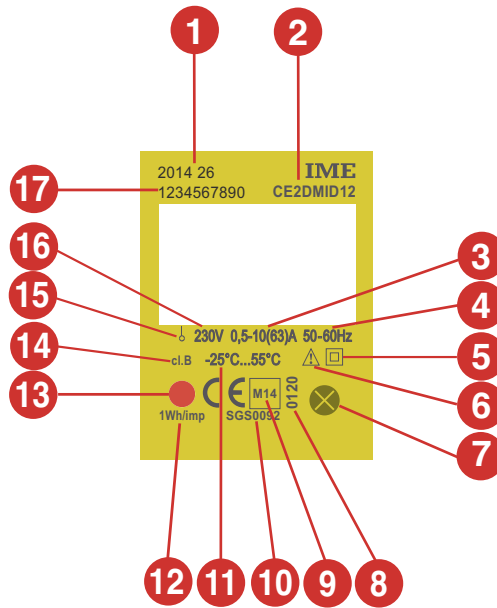 1 2
2014 26 IME
17 1234567890 CE2DMID12
16 3
15 230V 0,5-10(63)A 50-60Hz 4
14 cl.B -25°C...55°C 5
13 CE M14 0120 6
1Wh/imp SGS0092 7
12 11 10 9 8